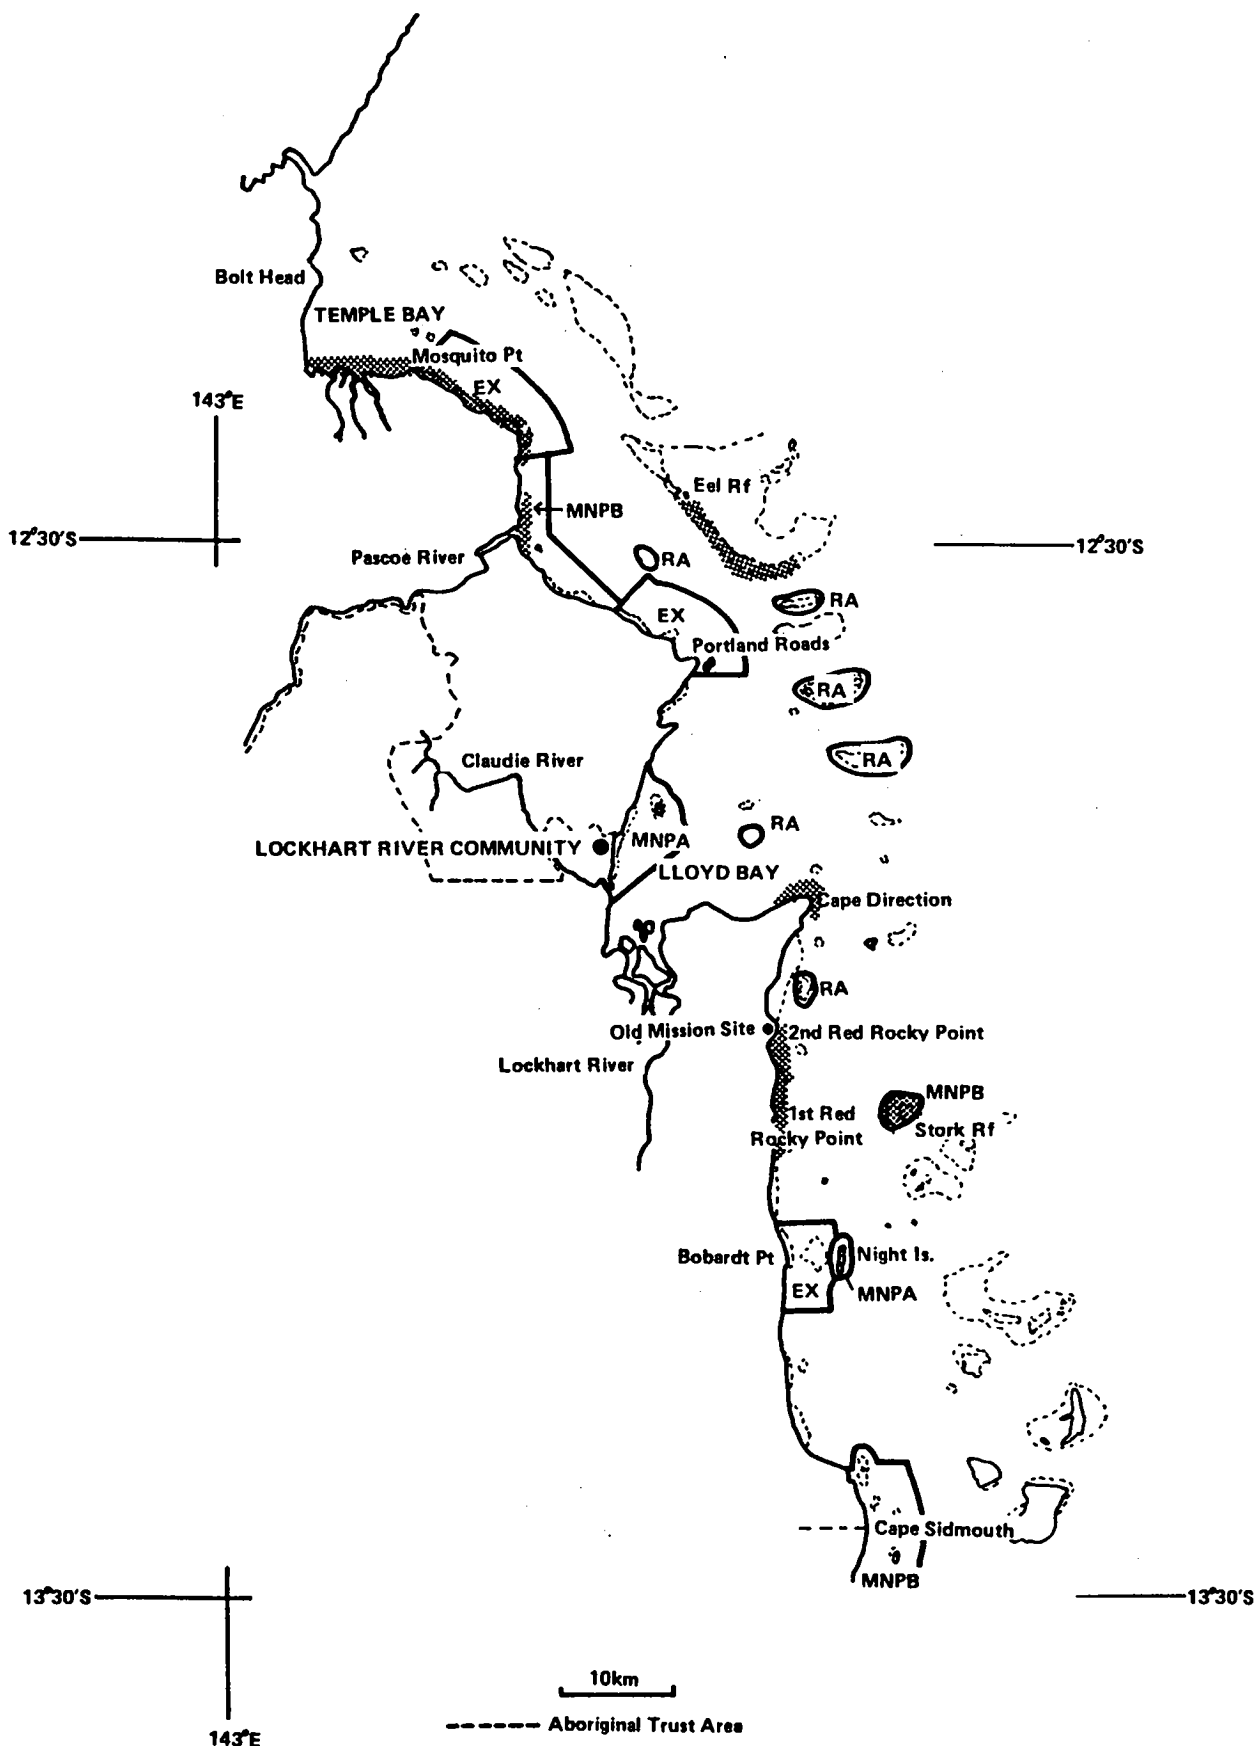 Bolt Head
TEMPLE BAY
Mosquito Pt
EX
143°E
Eel Rf
MNPB
12°30'S
12°30'S
Pascoe River
RA
RA
EX
Portland Roads
RA
RA
Claudie River
RA
MNPA
LOCKHART RIVER COMMUNITY
LLOYD BAY
Cape Direction
RA
Old Mission Site
2nd Red Rocky Point
Lockhart River
MNPB
1st Red
Rocky Point
Stork Rf
Bobardt Pt
Night Is.
EX
MNPA
Cape Sidmouth
MNPB
13°30'S
13°30'S
10km
Aboriginal Trust Area
143°E